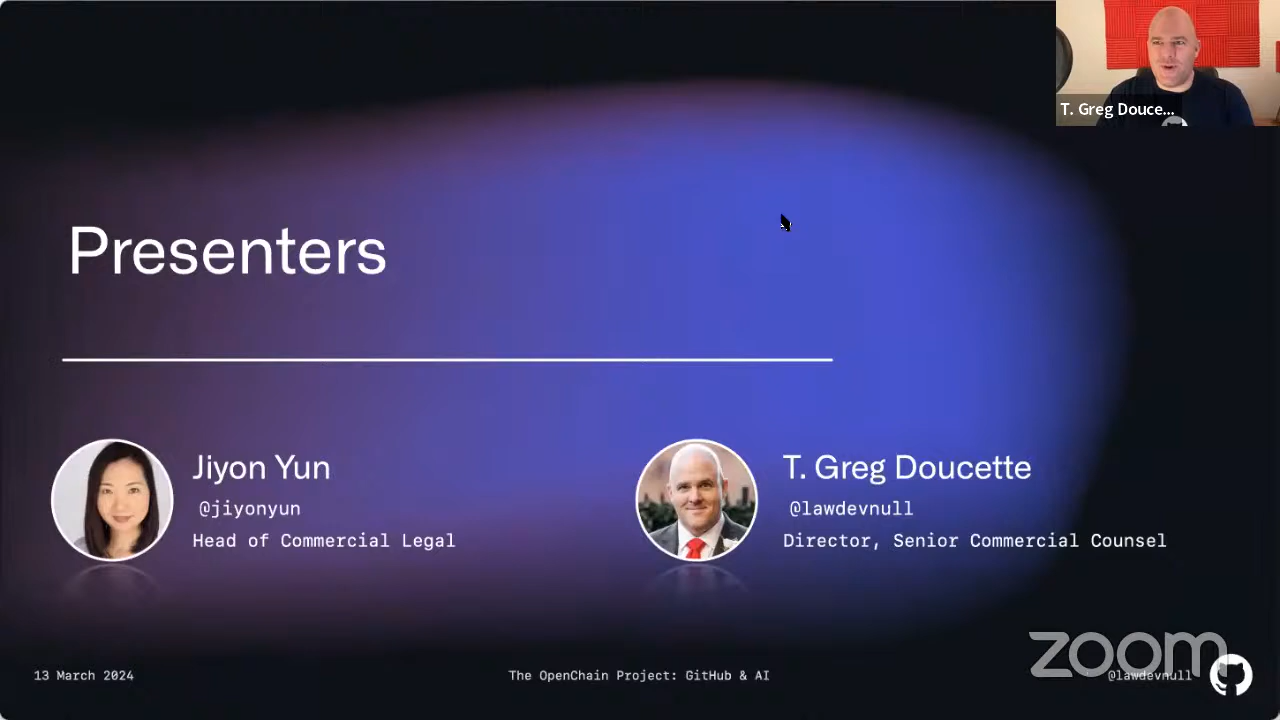 T. Greg Douce...
Presenters
Jiyon Yun
@jiyonyun
Head of Commercial Legal
T. Greg Doucette
@lawdevnull
Director, Senior Commercial Counsel
zoom
13 March 2024
The OpenChain Project: GitHub & AI
@lawdevnull